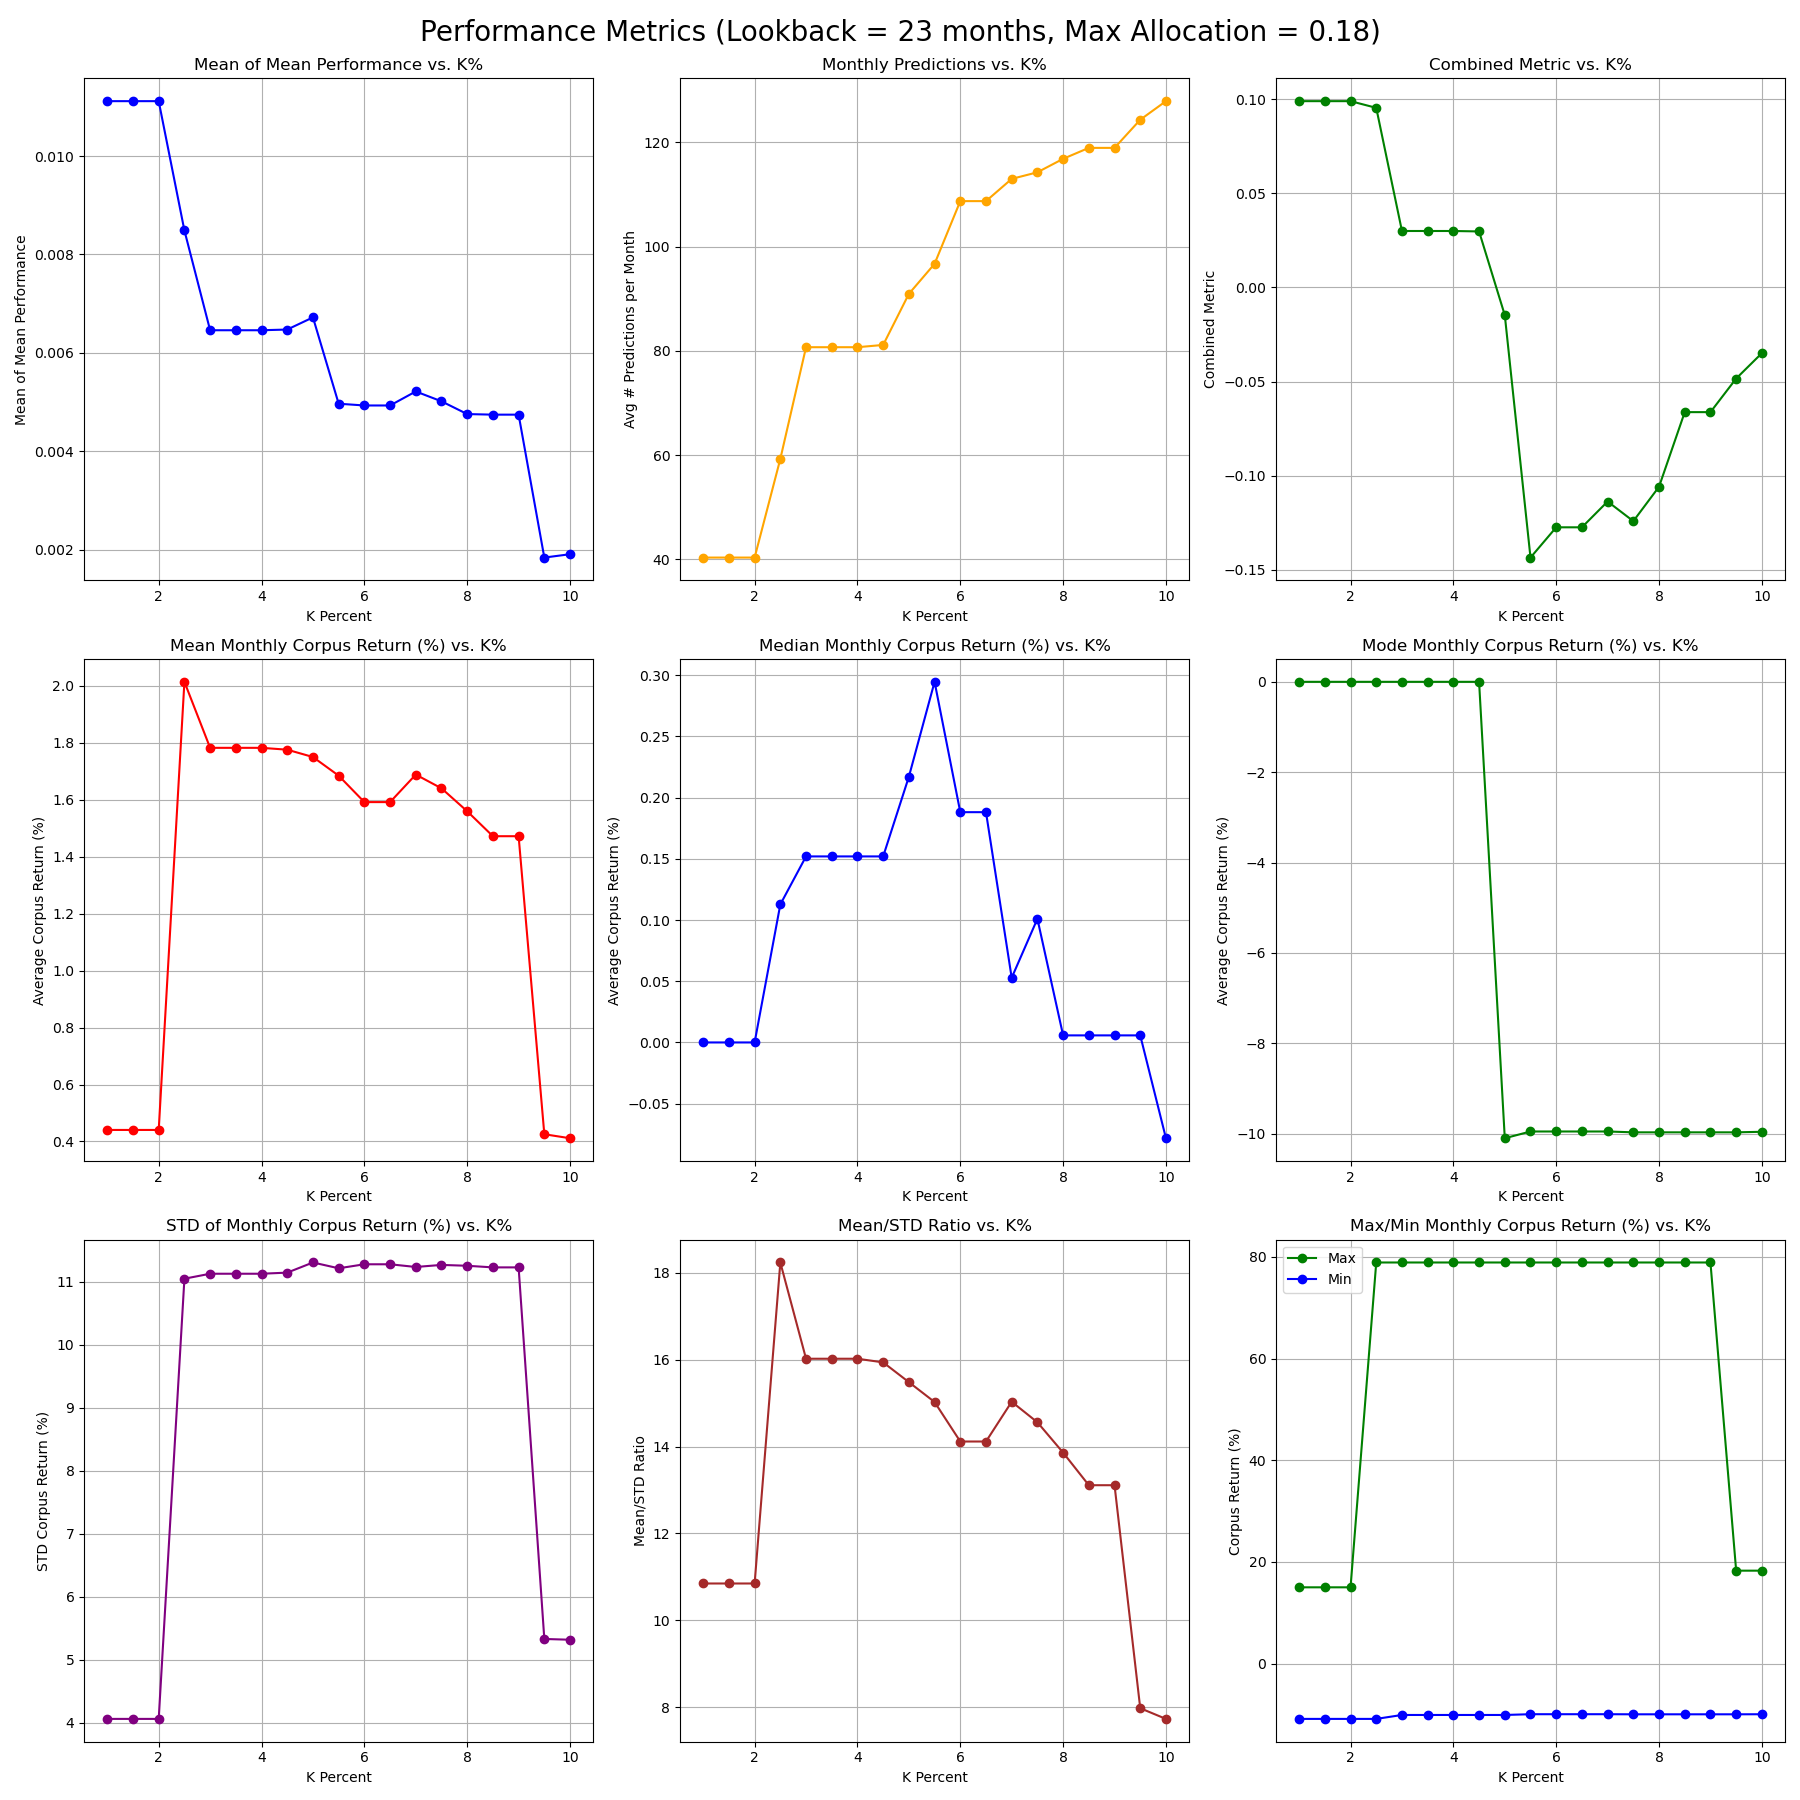 Performance Metrics (Lookback = 23 months, Max Allocation = 0.18)
Mean of Mean Performance vs. K%
Mean of Mean Performance
0.010
0.008
0.006
0.004
0.002
2 4 6 8 10
K Percent
Monthly Predictions vs. K%
Avg # Predictions per Month
120
100
80
60
40
2 4 6 8 10
K Percent
Combined Metric vs. K%
Combined Metric
0.10
0.05
0.00
−0.05
−0.10
−0.15
2 4 6 8 10
K Percent
Mean Monthly Corpus Return (%) vs. K%
Average Corpus Return (%)
2.0
1.8
1.6
1.4
1.2
1.0
0.8
0.6
0.4
2 4 6 8 10
K Percent
Median Monthly Corpus Return (%) vs. K%
Average Corpus Return (%)
0.30
0.25
0.20
0.15
0.10
0.05
0.00
−0.05
2 4 6 8 10
K Percent
Mode Monthly Corpus Return (%) vs. K%
Average Corpus Return (%)
0
−2
−4
−6
−8
−10
2 4 6 8 10
K Percent
STD of Monthly Corpus Return (%) vs. K%
STD Corpus Return (%)
11
10
9
8
7
6
5
4
2 4 6 8 10
K Percent
Mean/STD Ratio vs. K%
Mean/STD Ratio
18
16
14
12
10
8
2 4 6 8 10
K Percent
Max/Min Monthly Corpus Return (%) vs. K%
Corpus Return (%)
Max
Min
80
60
40
20
0
2 4 6 8 10
K Percent